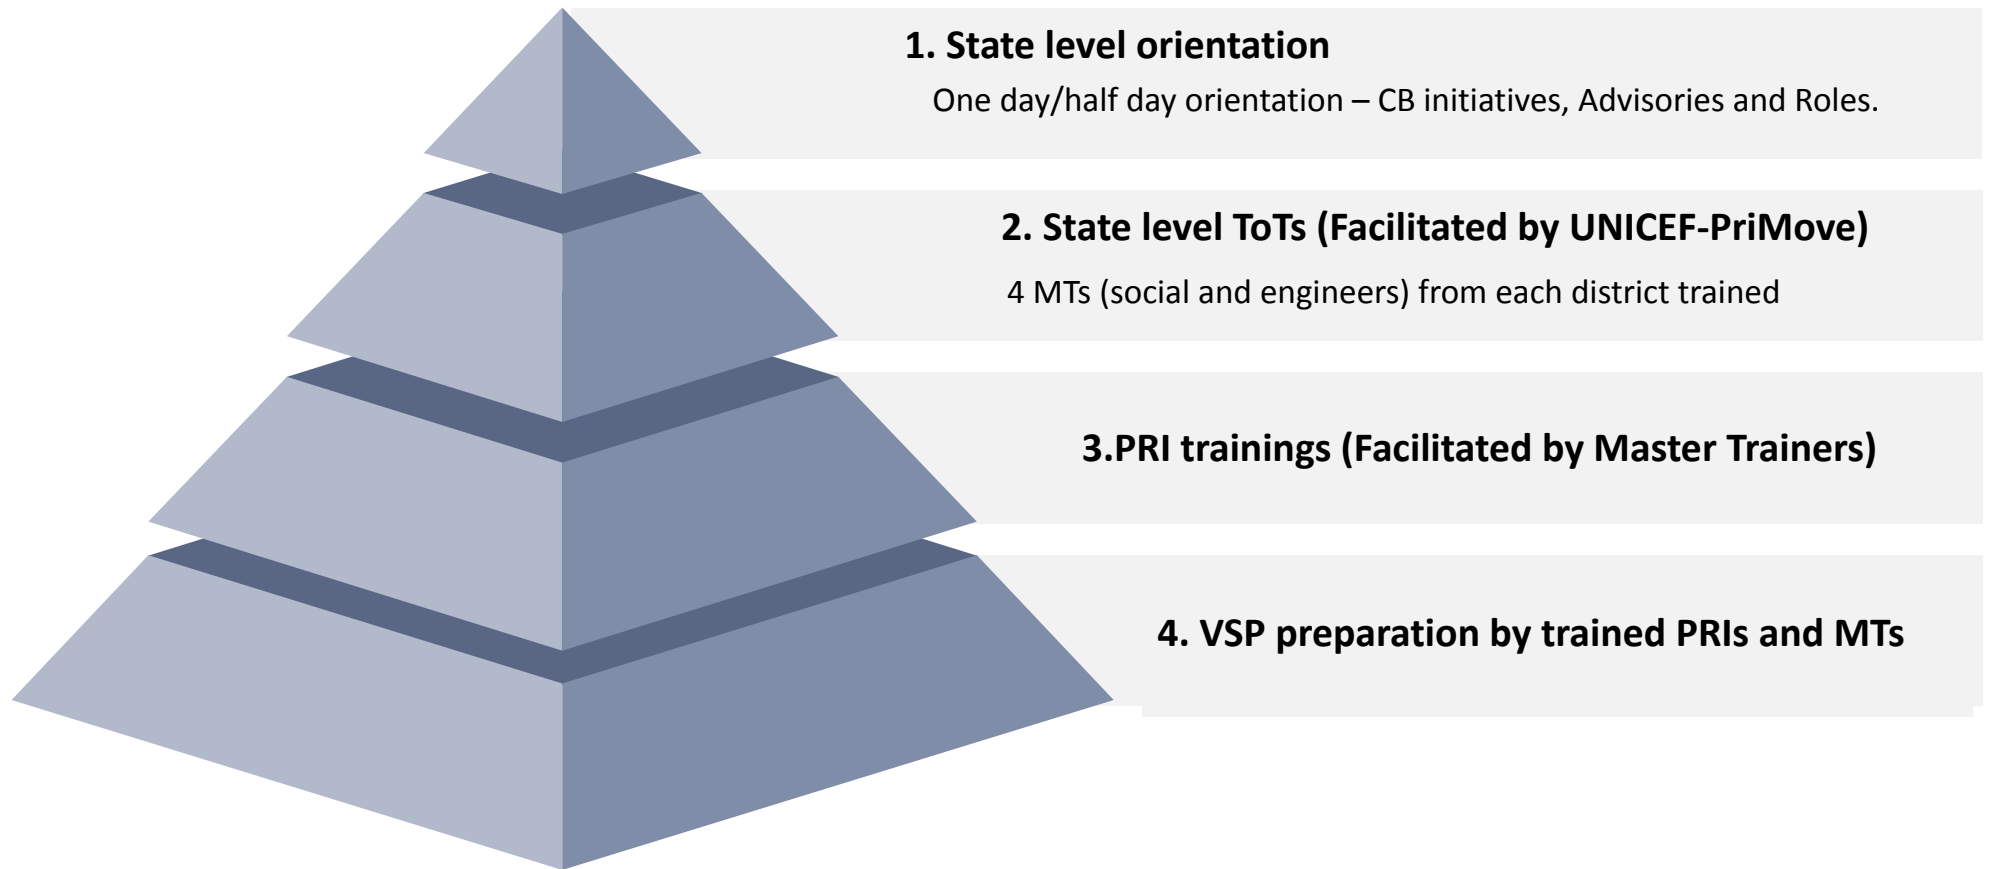 1. State level orientation
One day/half day orientation – CB initiatives, Advisories and Roles.
2. State level ToTs (Facilitated by UNICEF-PriMove)
4 MTs (social and engineers) from each district trained
3.PRI trainings (Facilitated by Master Trainers)
4. VSP preparation by trained PRIs and MTs